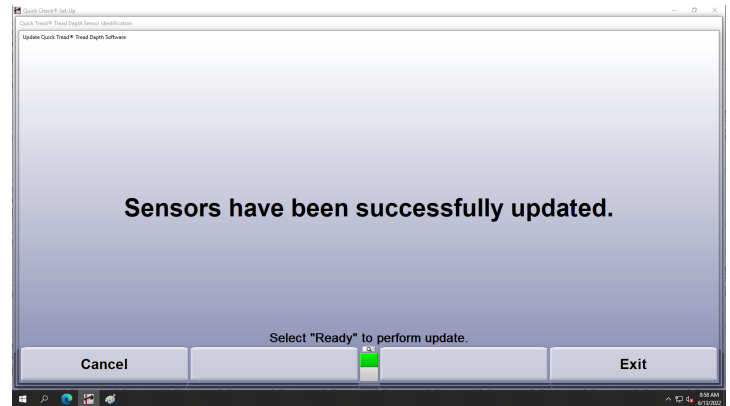 Quick Check® Set-Up
Quick Tread® Tread Depth Sensor Identification
Update Quick Tread® Tread Depth Software
Sensors have been successfully updated.
Select "Ready" to perform update.
Cancel
Exit
8:58 AM
6/13/2022